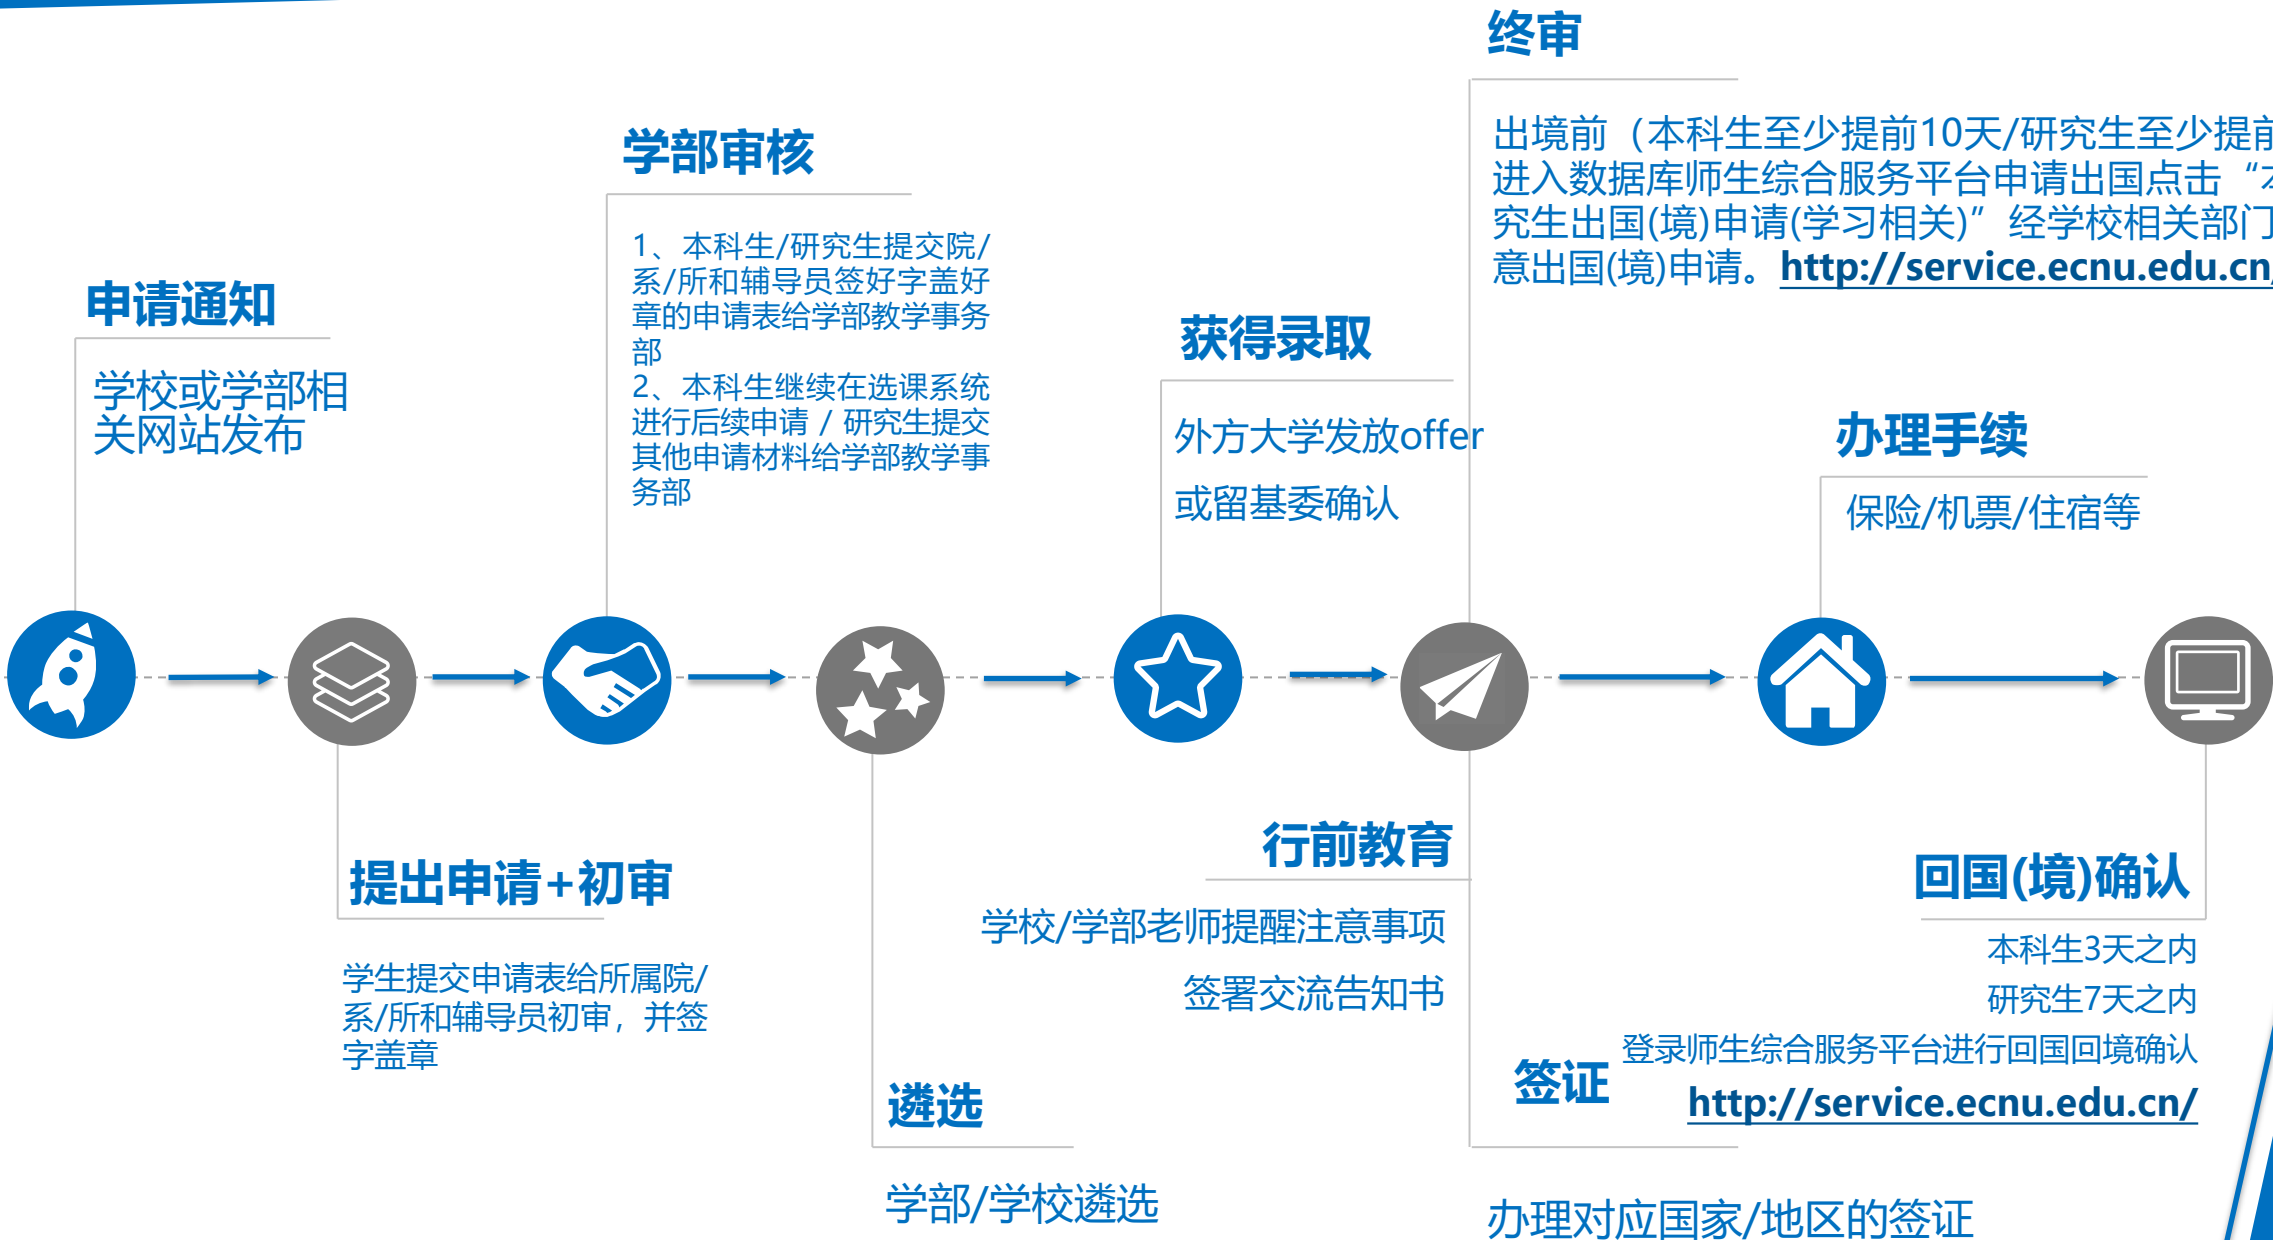 申请通知
学校或学部相
关网站发布
提出申请+初审
学生提交申请表给所属院/
系/所和辅导员初审，并签
字盖章
学部审核
1、本科生/研究生提交院/
系/所和辅导员签好字盖好
章的申请表给学部教学事务
部
2、本科生继续在选课系统
进行后续申请 / 研究生提交
其他申请材料给学部教学事
务部
遴选
学部/学校遴选
获得录取
外方大学发放offer
或留基委确认
行前教育
学校/学部老师提醒注意事项
签署交流告知书
终审
出境前（本科生至少提前10天/研究生至少提前
进入数据库师生综合服务平台申请出国点击“本
究生出国(境)申请(学习相关)”经学校相关部门
意出国(境)申请。http://service.ecnu.edu.cn/
签证
办理对应国家/地区的签证
办理手续
保险/机票/住宿等
回国(境)确认
本科生3天之内
研究生7天之内
登录师生综合服务平台进行回国回境确认
http://service.ecnu.edu.cn/